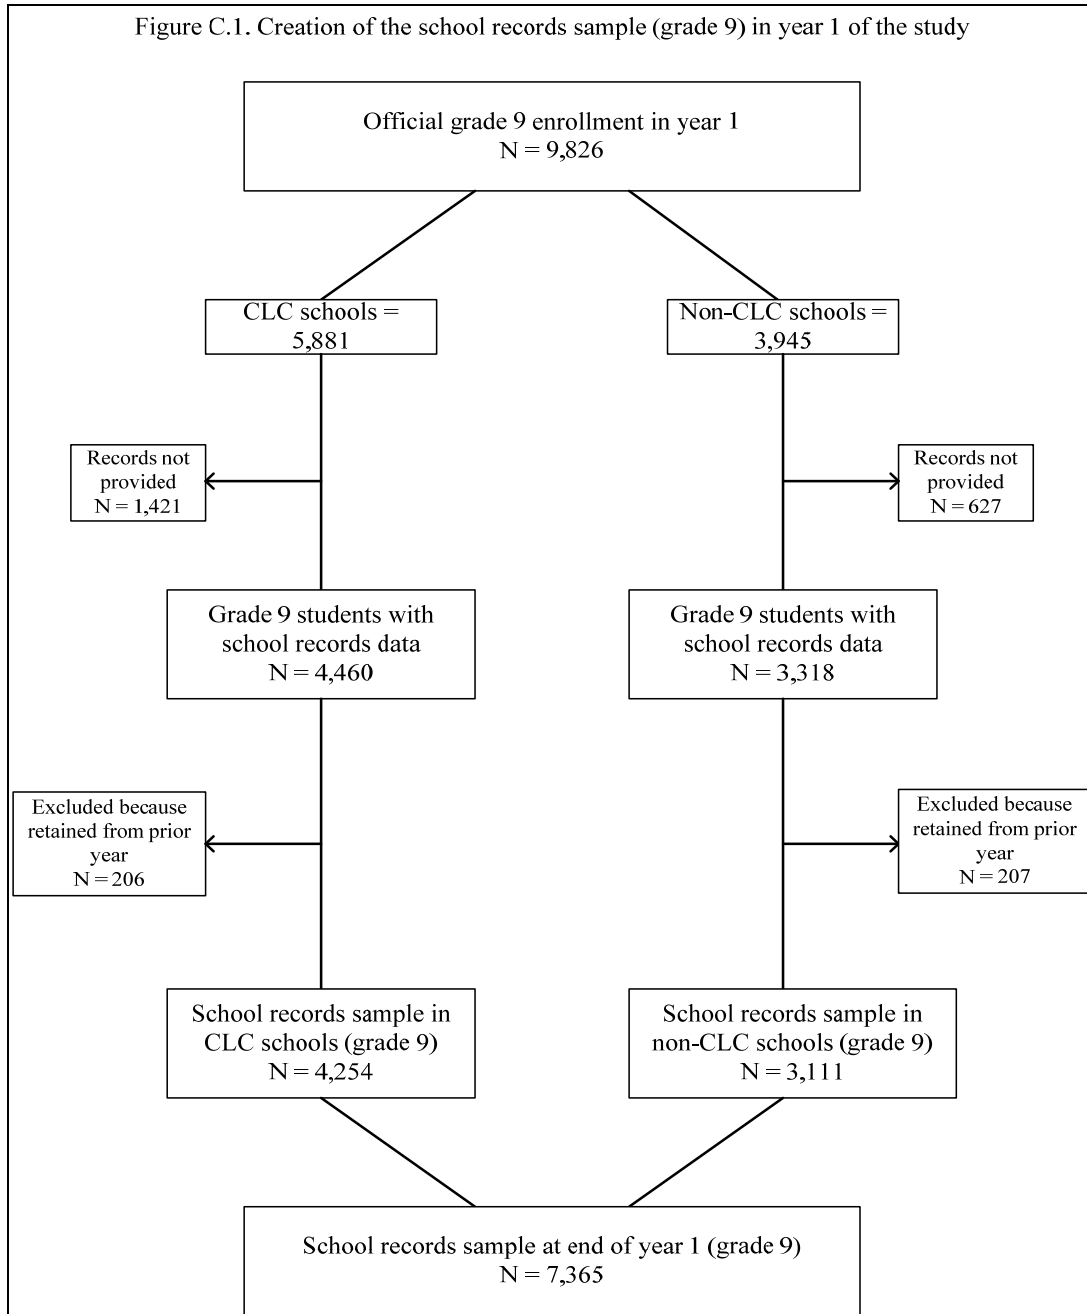 Figure C.1. Creation of the school records sample (grade 9) in year 1 of the study
Official grade 9 enrollment in year 1
N = 9,826
CLC schools =
5,881
Non-CLC schools =
3,945
Records not
provided
N = 1,421
Records not
provided
N = 627
Grade 9 students with
school records data
N = 4,460
Grade 9 students with
school records data
N = 3,318
Excluded because
retained from prior
year
N = 206
Excluded because
retained from prior
year
N = 207
School records sample in
CLC schools (grade 9)
N = 4,254
School records sample in
non-CLC schools (grade 9)
N = 3,111
School records sample at end of year 1 (grade 9)
N = 7,365